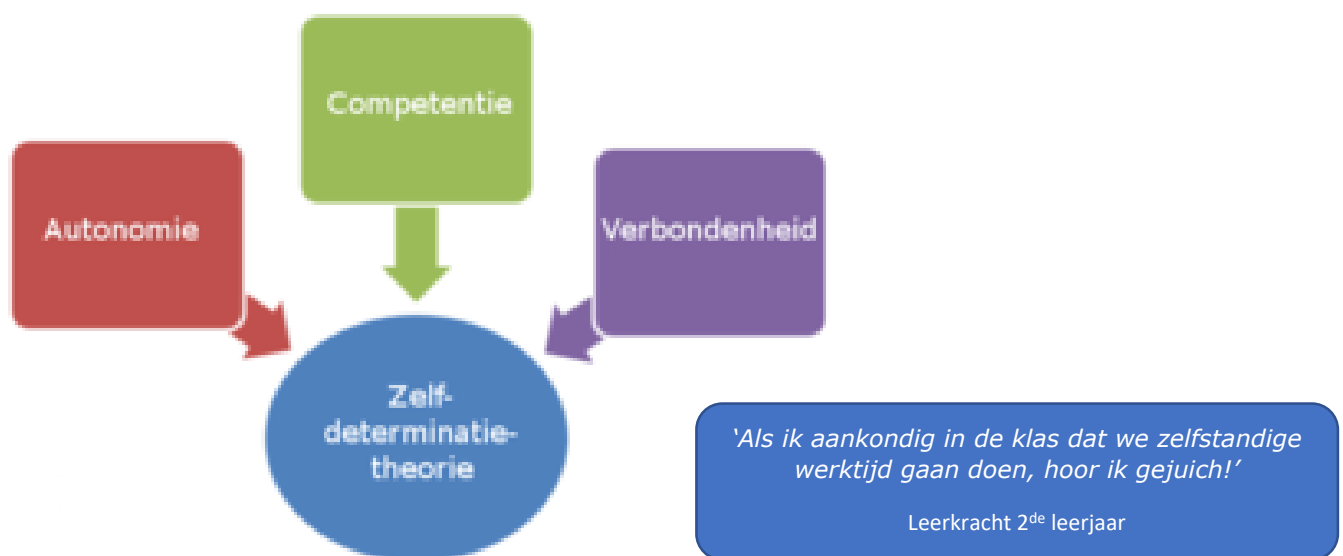 Competentie
Autonomie
Verbondenheid
Zelf-
determinatie-
theorie
‘Als ik aankondig in de klas dat we zelfstandige
werktijd gaan doen, hoor ik gejuich!’
Leerkracht 2de leerjaar